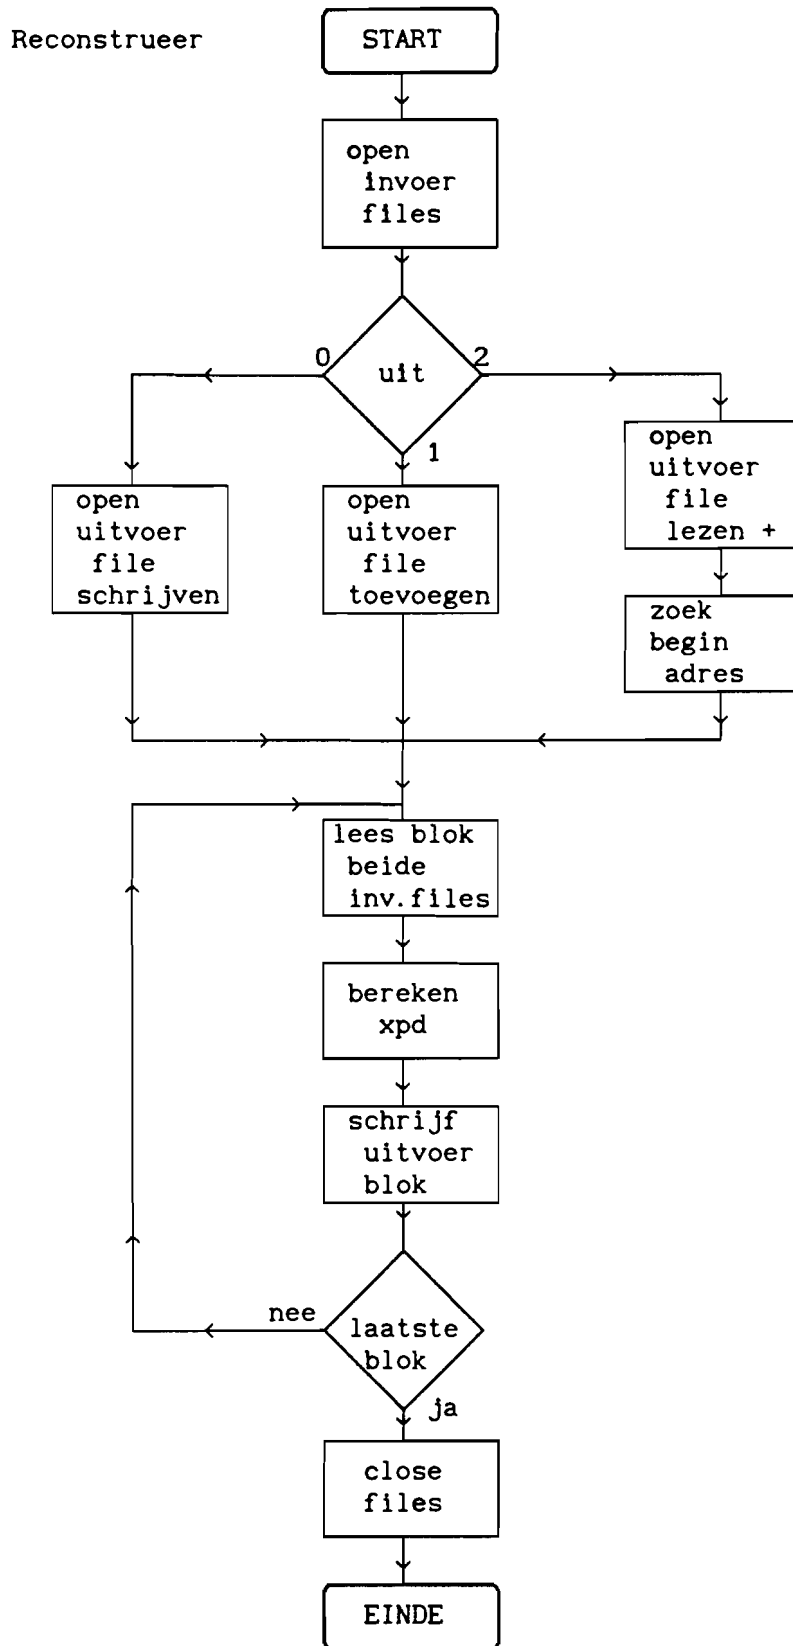 Reconstrueer
START
open
invoer
files
uit
0
2
1
open
uitvoer
file
schrijven
open
uitvoer
file
toevoegen
open
uitvoer
file
lezen +
zoek
begin
adres
lees blok
beide
inv.files
bereken
xpd
schrijf
uitvoer
blok
laatste
blok
nee
ja
close
files
EINDE